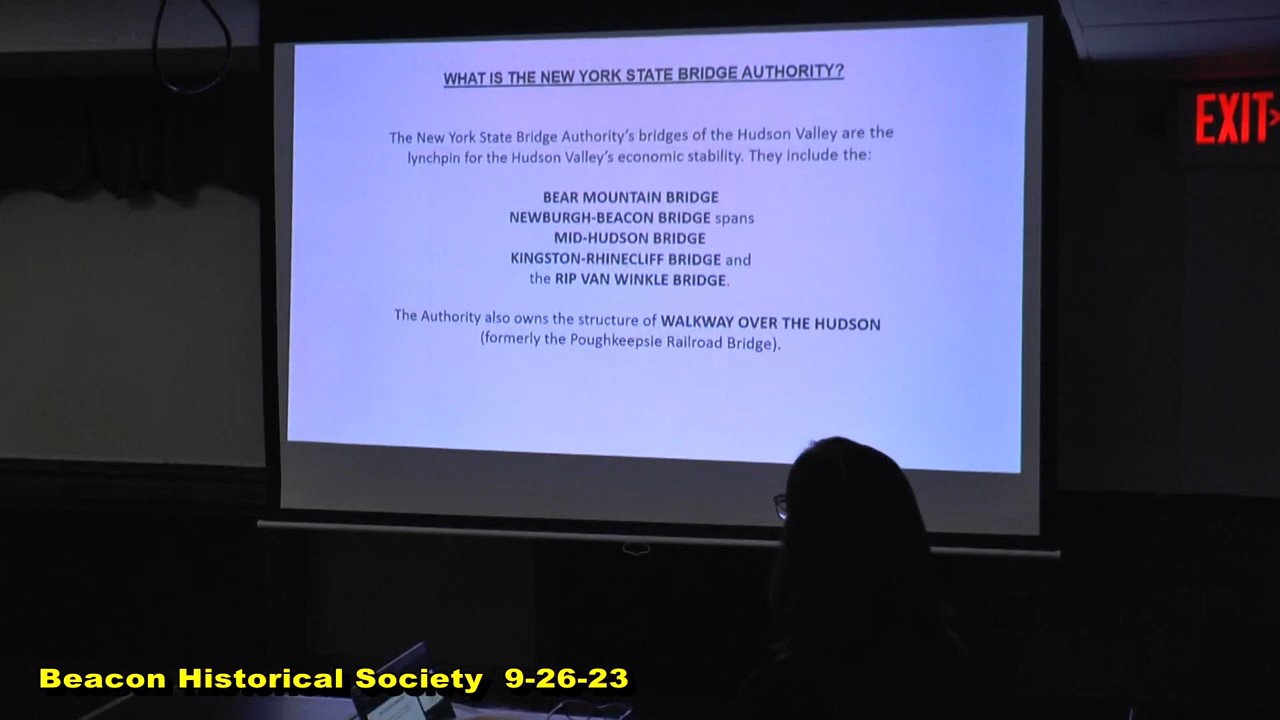 WHAT IS THE NEW YORK STATE BRIDGE AUTHORITY?
The New York State Bridge Authority's bridges of the Hudson Valley are the
lynchpin for the Hudson Valley's economic stability. They include the:
BEAR MOUNTAIN BRIDGE
NEWBURGH-BEACON BRIDGE spans
MID-HUDSON BRIDGE
KINGSTON-RHINECLIFF BRIDGE and
the RIP VAN WINKLE BRIDGE.
The Authority also owns the structure of WALKWAY OVER THE HUDSON
(formerly the Poughkeepsie Railroad Bridge).
EXIT
Beacon Historical Society 9-26-23